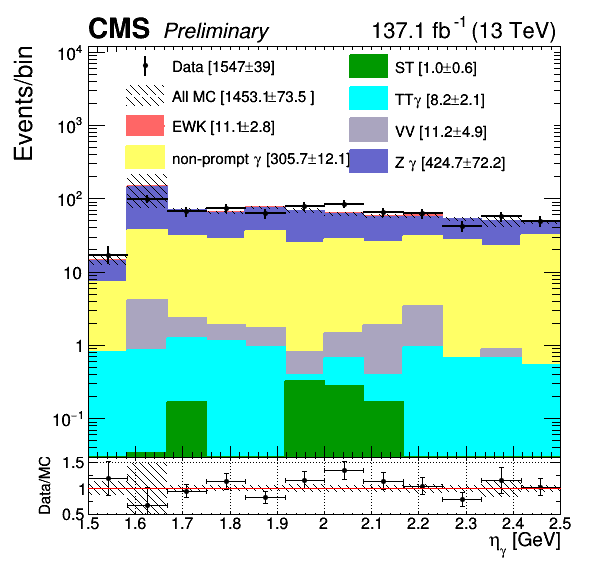 CMS Preliminary 137.1 fb⁻¹ (13 TeV)
Events/bin
10⁴
10³
10²
10
1
10⁻¹
Data [1547±39]
All MC [1453.1±73.5 ]
EWK [11.1±2.8]
non-prompt γ [305.7±12.1]
ST [1.0±0.6]
TTγ [8.2±2.1]
VV [11.2±4.9]
Z γ [424.7±72.2]
Data/MC
1.5
1
0.5
1.5 1.6 1.7 1.8 1.9 2 2.1 2.2 2.3 2.4 2.5
ηγ [GeV]